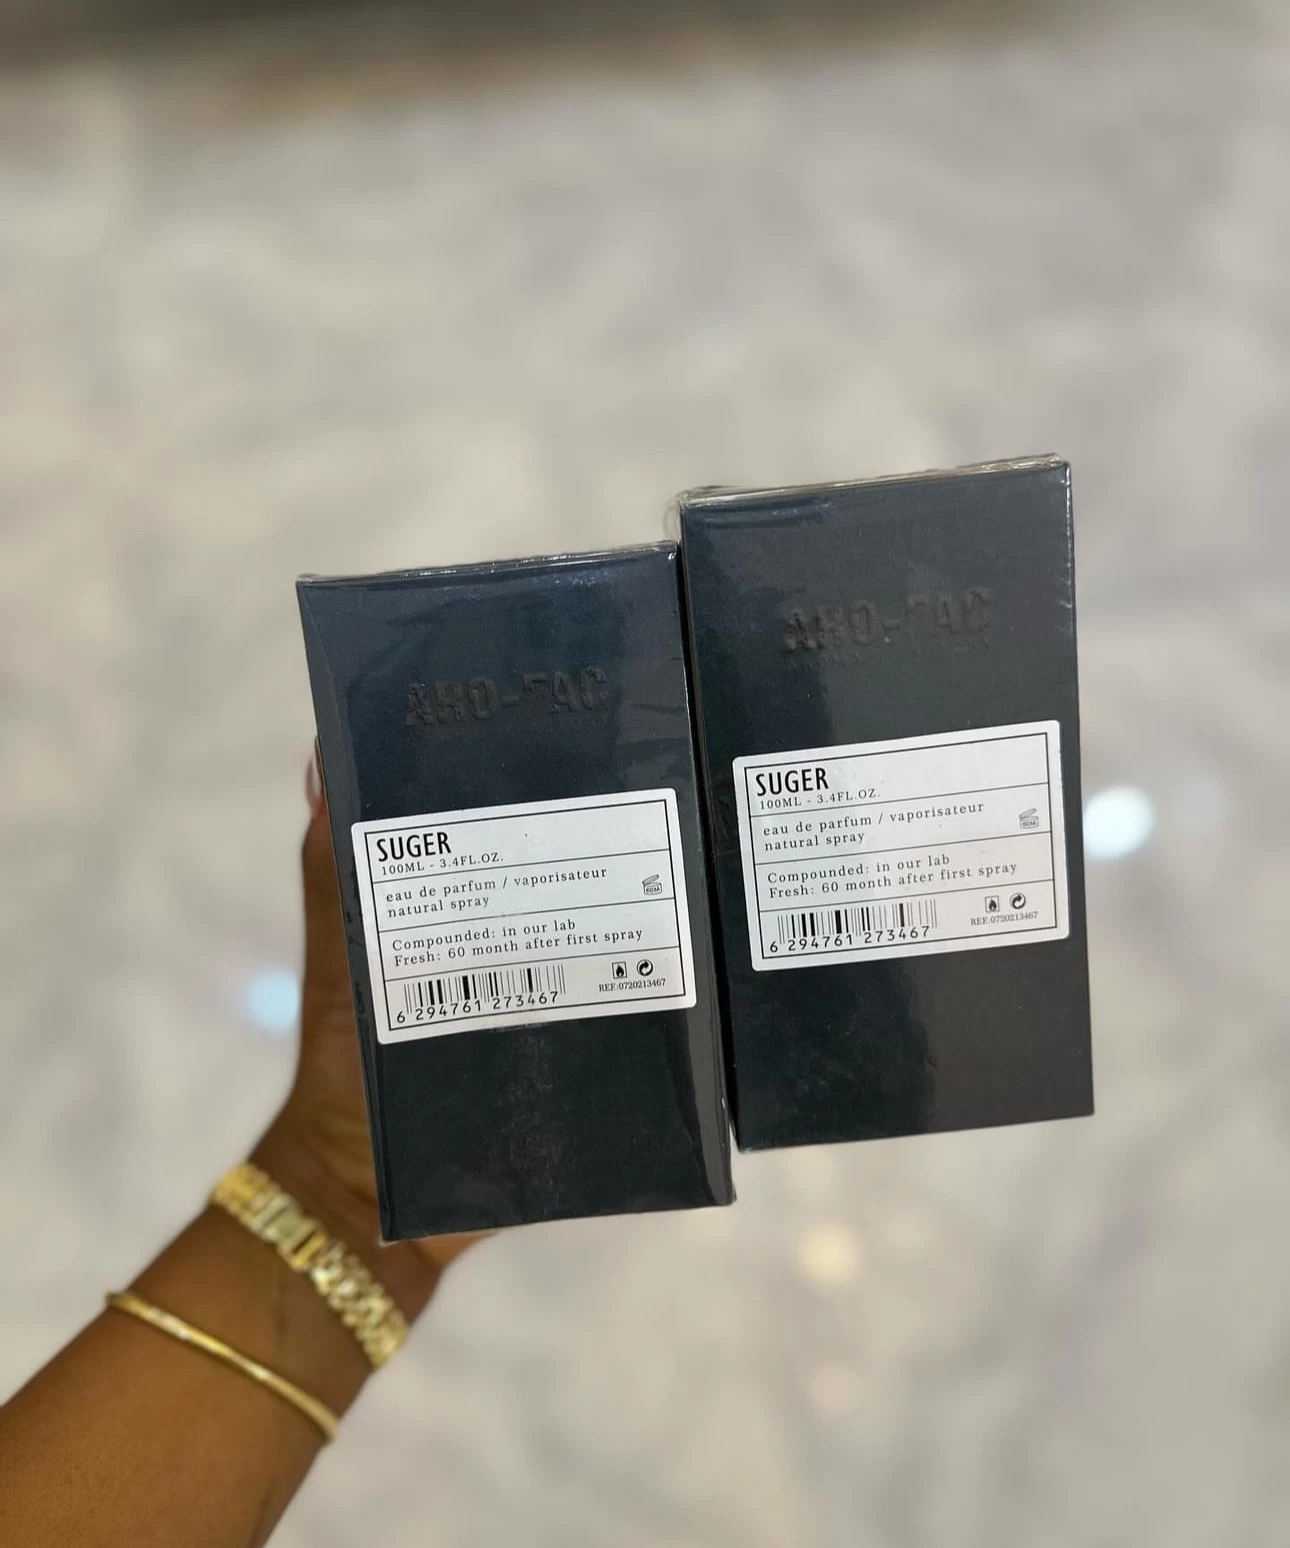 ARO-FAC
SUGER
100ML - 3.4FL.OZ.
eau de parfum / vaporisateur
natural spray
60M
Compounded: in our lab
Fresh: 60 month after first spray
6 294761 273467
REF:0720213467
ARO-FAC
SUGER
100ML - 3.4FL.OZ.
eau de parfum / vaporisateur
natural spray
60M
Compounded: in our lab
Fresh: 60 month after first spray
6 294761 273467
REF:0720213467